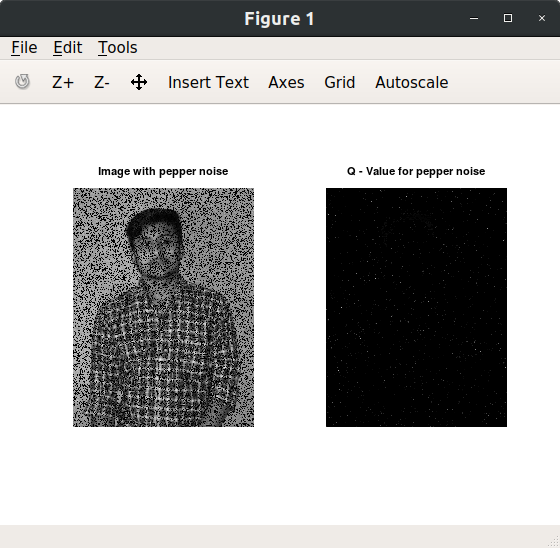 Figure 1
File Edit Tools
Z+ Z- Insert Text Axes Grid Autoscale
Image with pepper noise
Q - Value for pepper noise